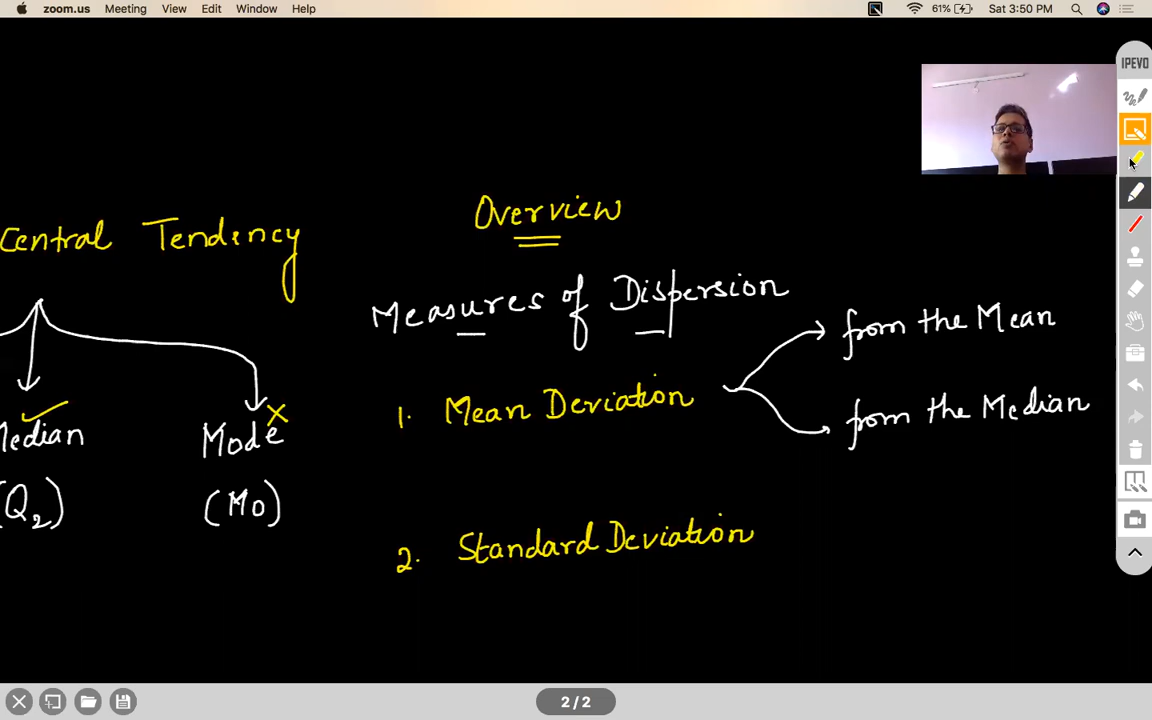 zoom.us Meeting View Edit Window Help 61% Sat 3:50 PM
IPEVO
Overview
Central Tendency
Measures of Dispersion
from the Mean
1. Mean Deviation
from the Median
Median Mode
(Q2) (Mo)
2. Standard Deviation
2 / 2